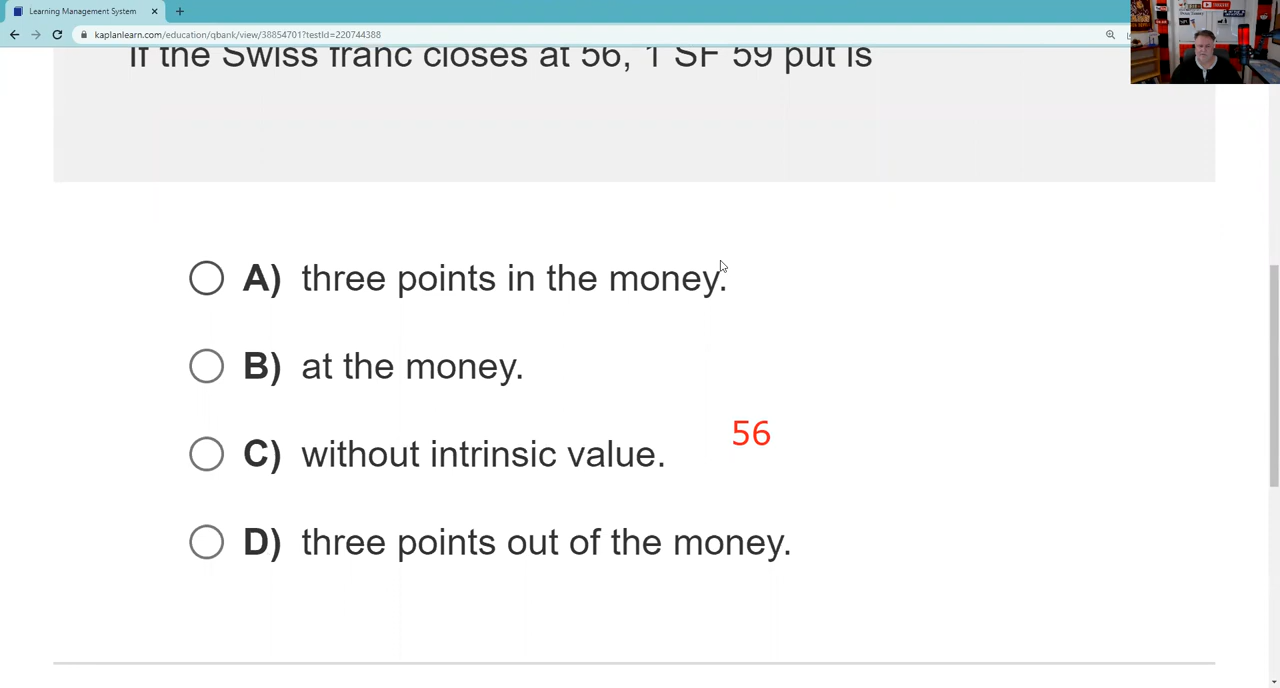 Learning Management System
kaplanlearn.com/education/qbank/view/38854701?testId=220744388
If the Swiss franc closes at 56, 1 SF 59 put is
A) three points in the money.
B) at the money.
56
C) without intrinsic value.
D) three points out of the money.